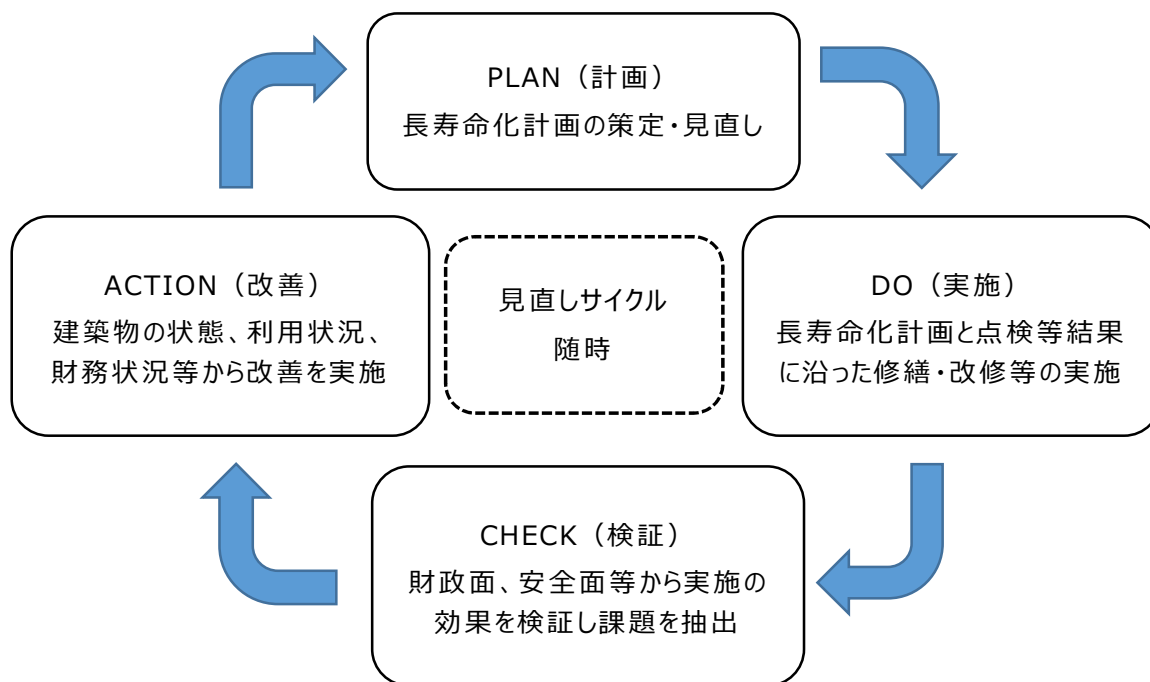 PLAN（計画）
長寿命化計画の策定・見直し
DO（実施）
長寿命化計画と点検等結果
に沿った修繕・改修等の実施
CHECK（検証）
財政面、安全面等から実施の
効果を検証し課題を抽出
ACTION（改善）
建築物の状態、利用状況、
財務状況等から改善を実施
見直しサイクル
随時